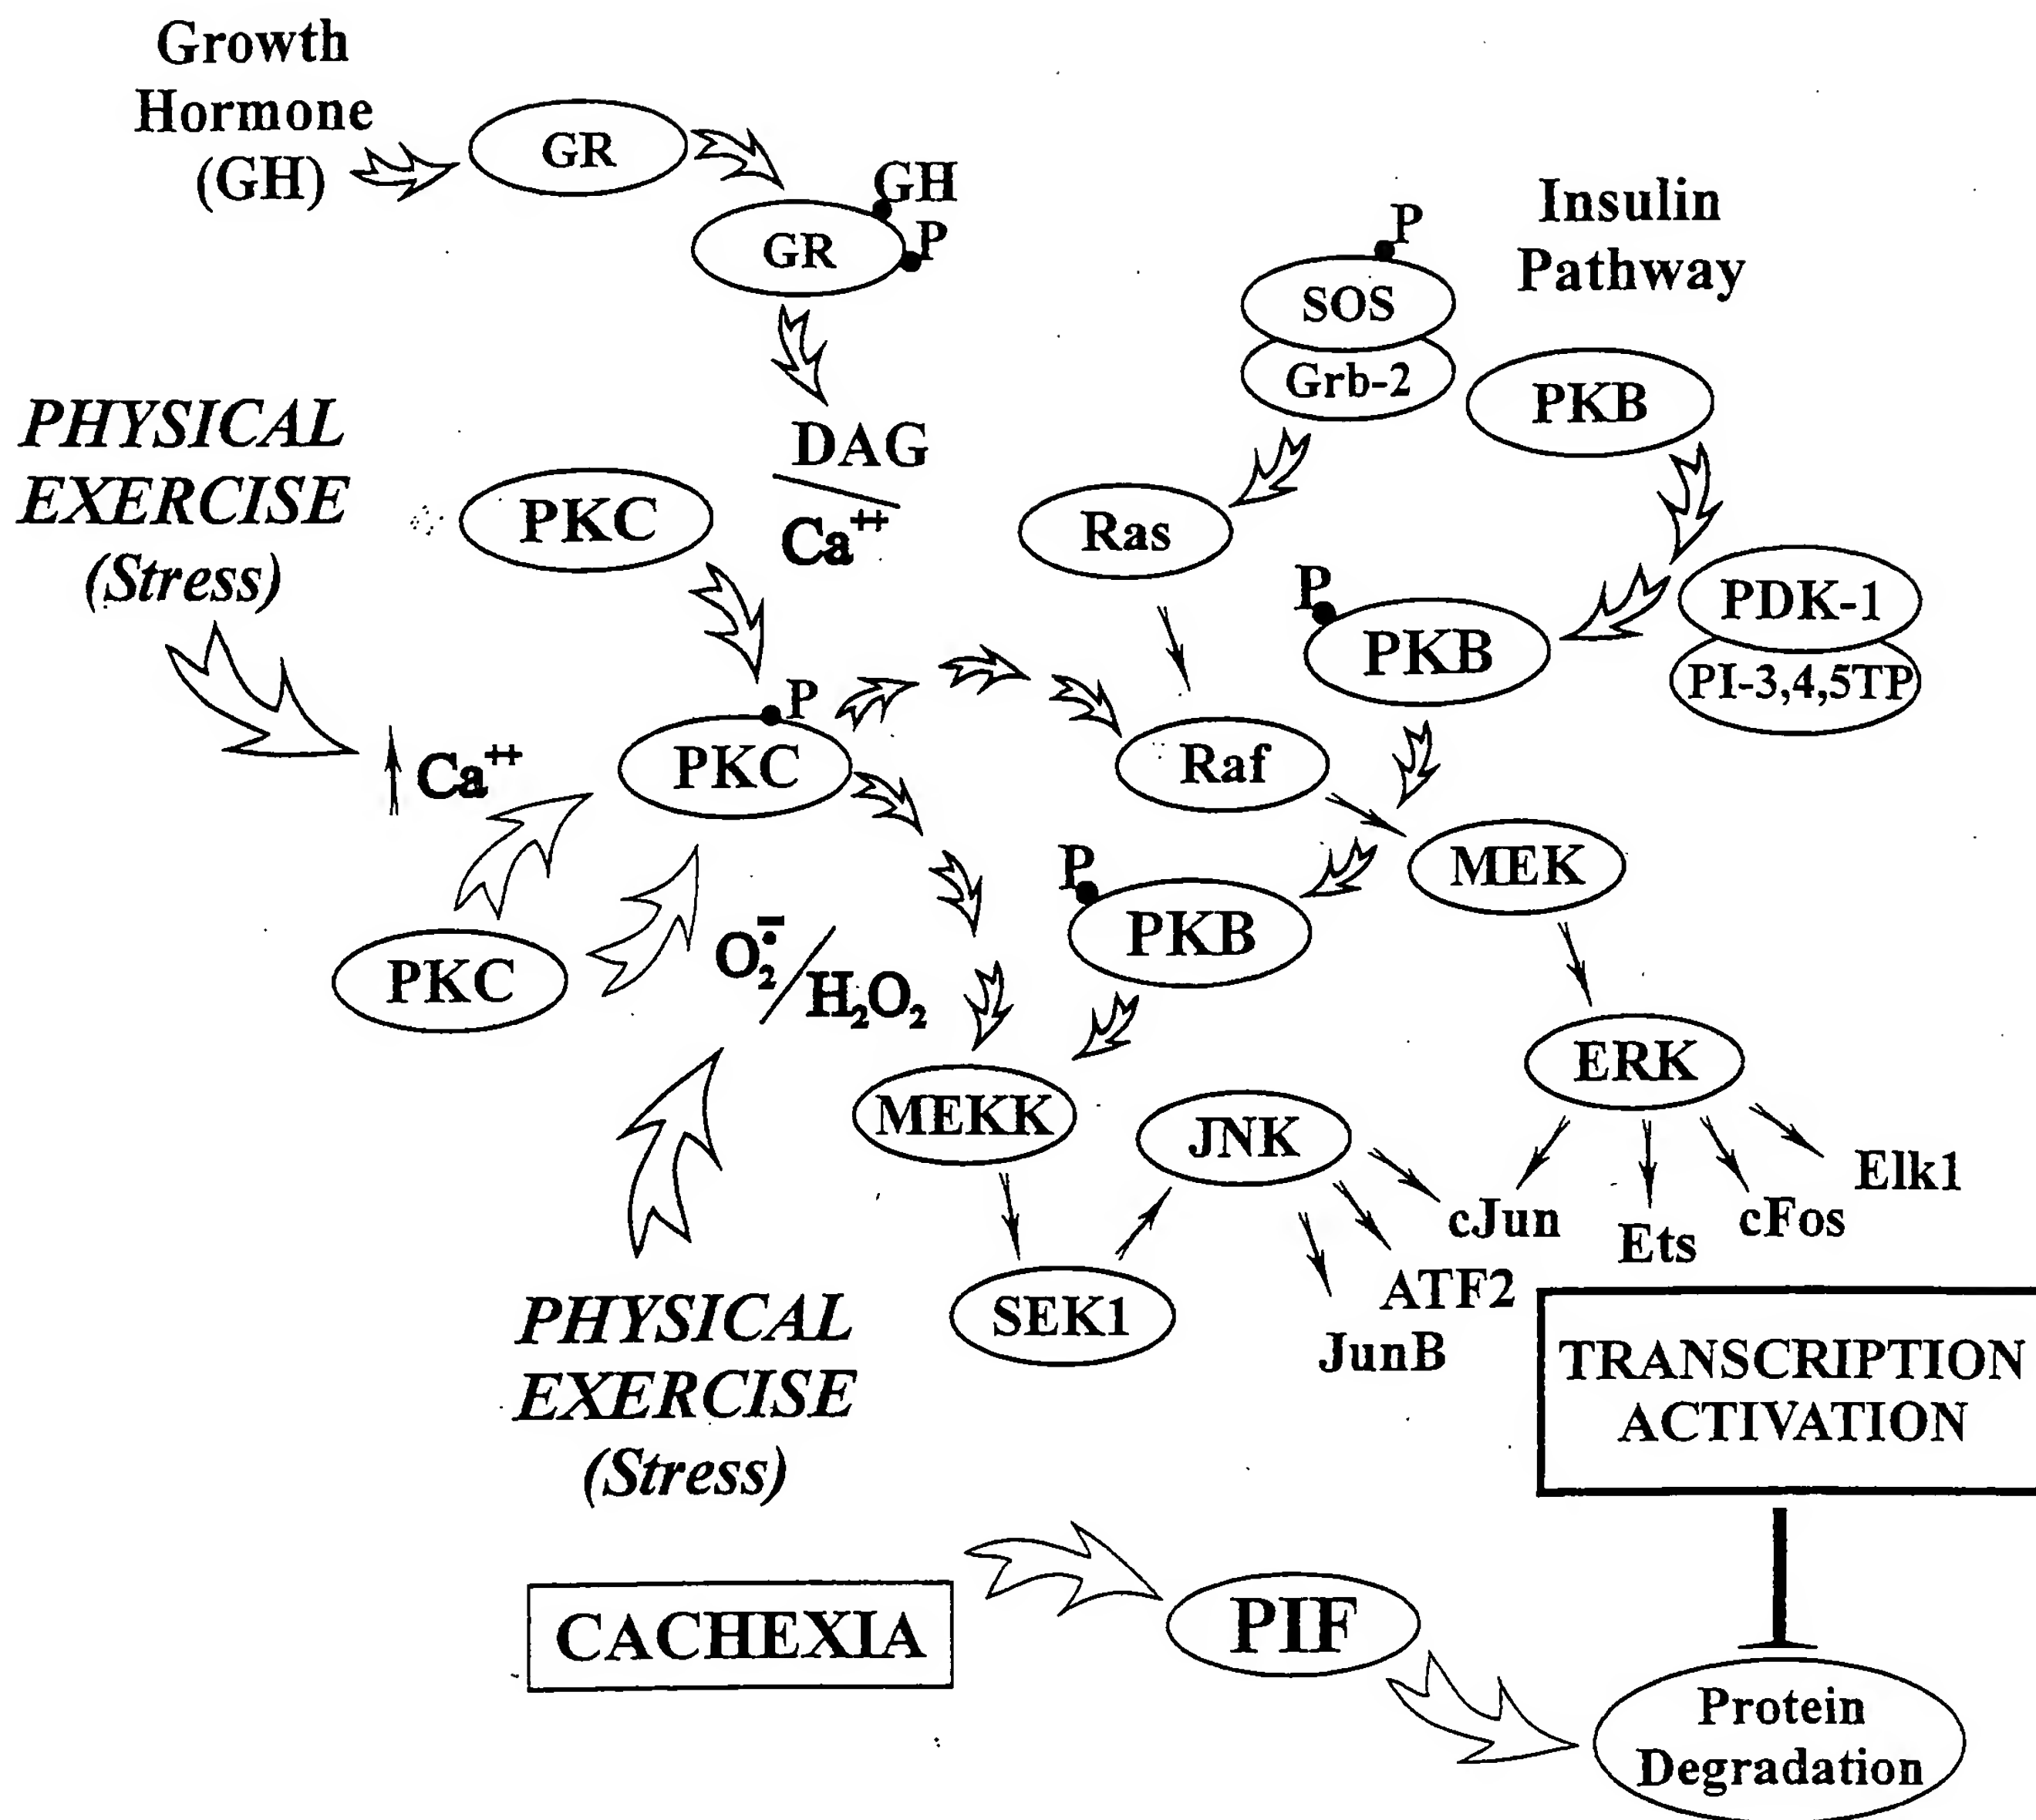 Growth
Hormone
(GH)
GR
GH
GR
P
Insulin
Pathway
P
SOS
Grb-2
PKB
PHYSICAL
EXERCISE
(Stress)
DAG
Ca++
PKC
Ras
PDK-1
PI-3,4,5TP
P
PKB
P
PKC
Raf
Ca++
MEK
P
PKB
PKC
O2•−/H2O2
ERK
MEKK
JNK
cJun
Ets
cFos
Elk1
ATF2
JunB
SEK1
PHYSICAL
EXERCISE
(Stress)
TRANSCRIPTION
ACTIVATION
CACHEXIA
PIF
Protein
Degradation